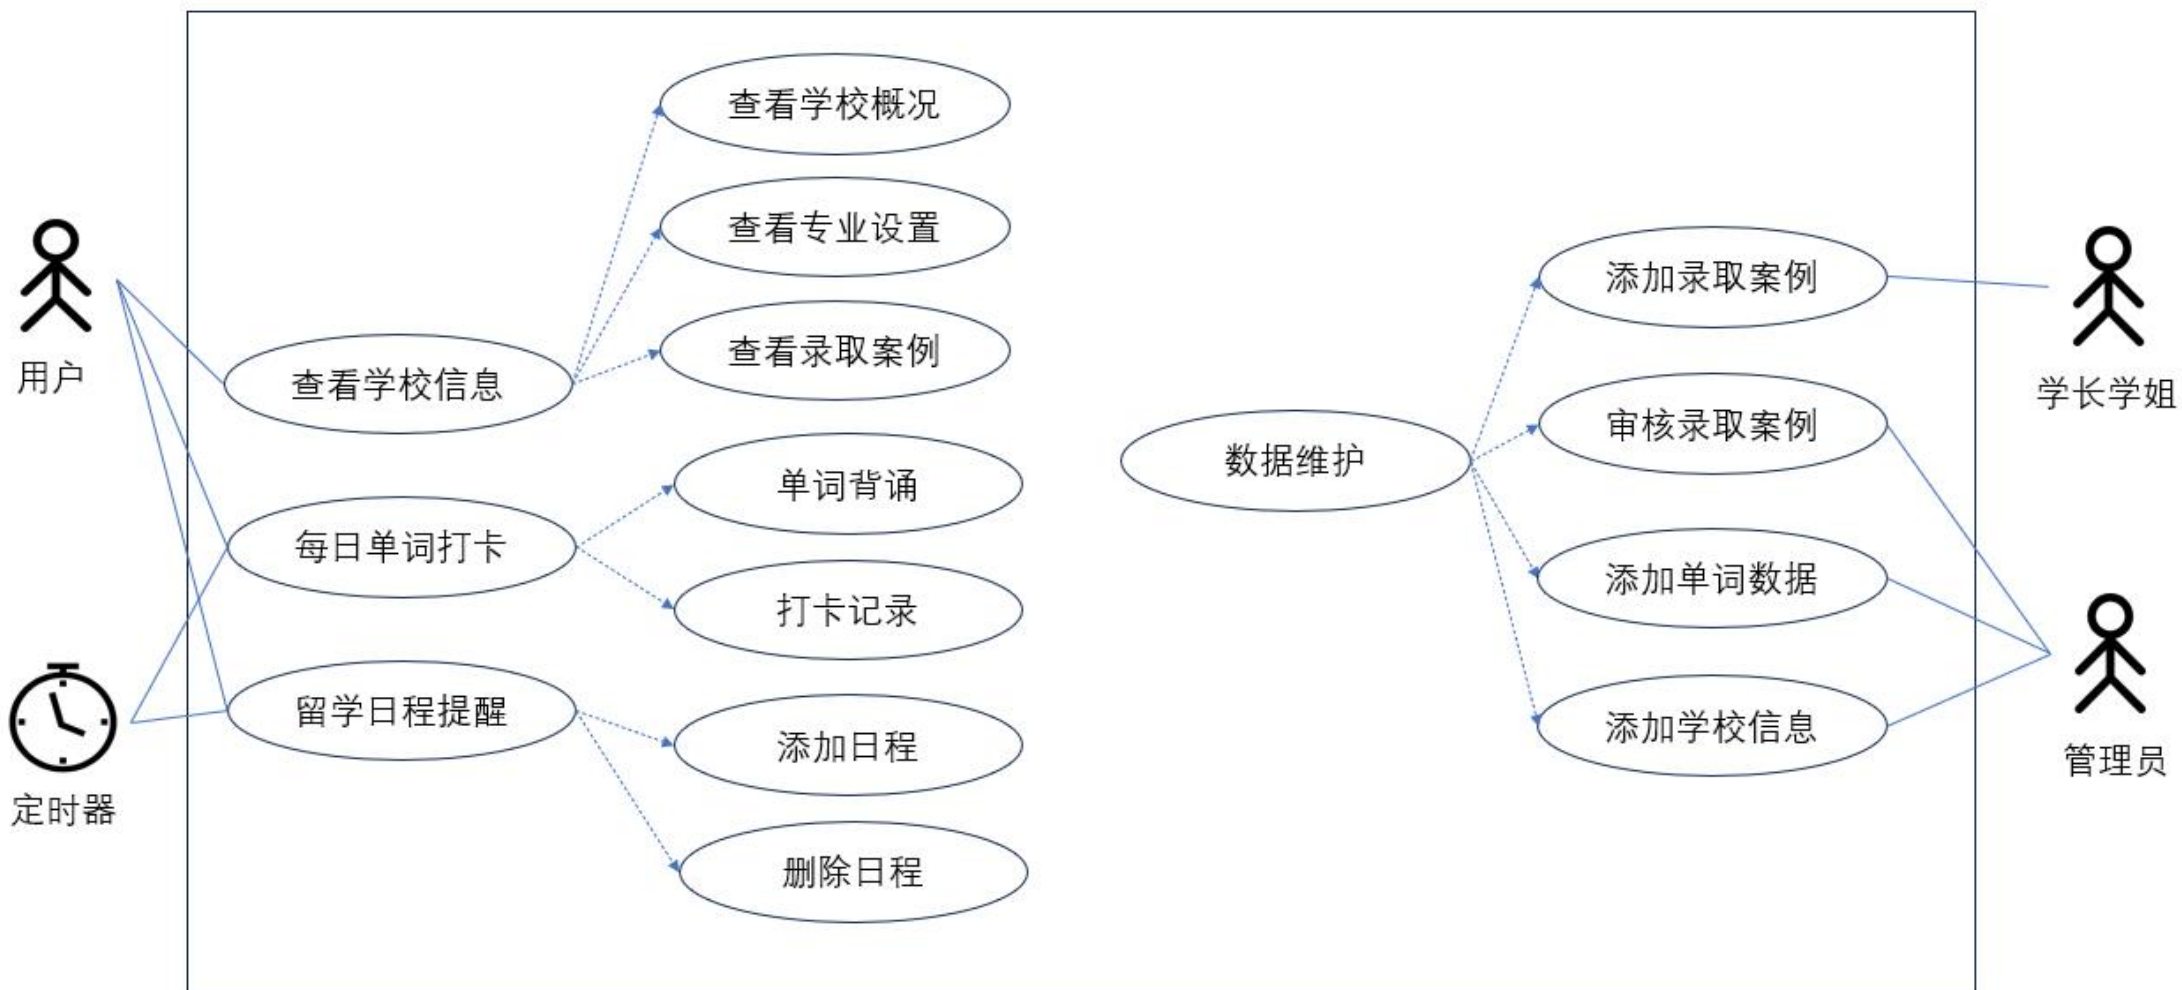 用户
定时器
查看学校信息
每日单词打卡
留学日程提醒
查看学校概况
查看专业设置
查看录取案例
单词背诵
打卡记录
添加日程
删除日程
数据维护
添加录取案例
审核录取案例
添加单词数据
添加学校信息
学长学姐
管理员